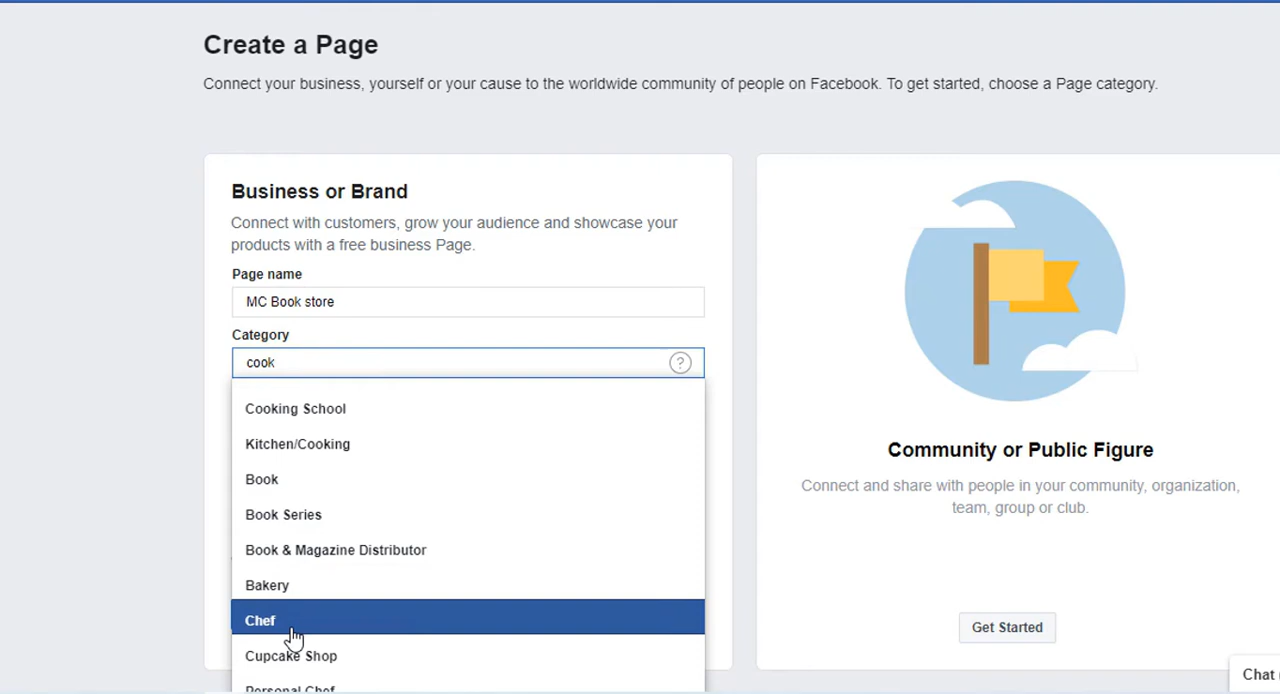 Create a Page
Connect your business, yourself or your cause to the worldwide community of people on Facebook. To get started, choose a Page category.
Business or Brand
Connect with customers, grow your audience and showcase your
products with a free business Page.
Page name
MC Book store
Category
cook
?
Cooking School
Kitchen/Cooking
Book
Book Series
Book & Magazine Distributor
Bakery
Chef
Cupcake Shop
Personal Chef
Community or Public Figure
Connect and share with people in your community, organization,
team, group or club.
Get Started
Chat